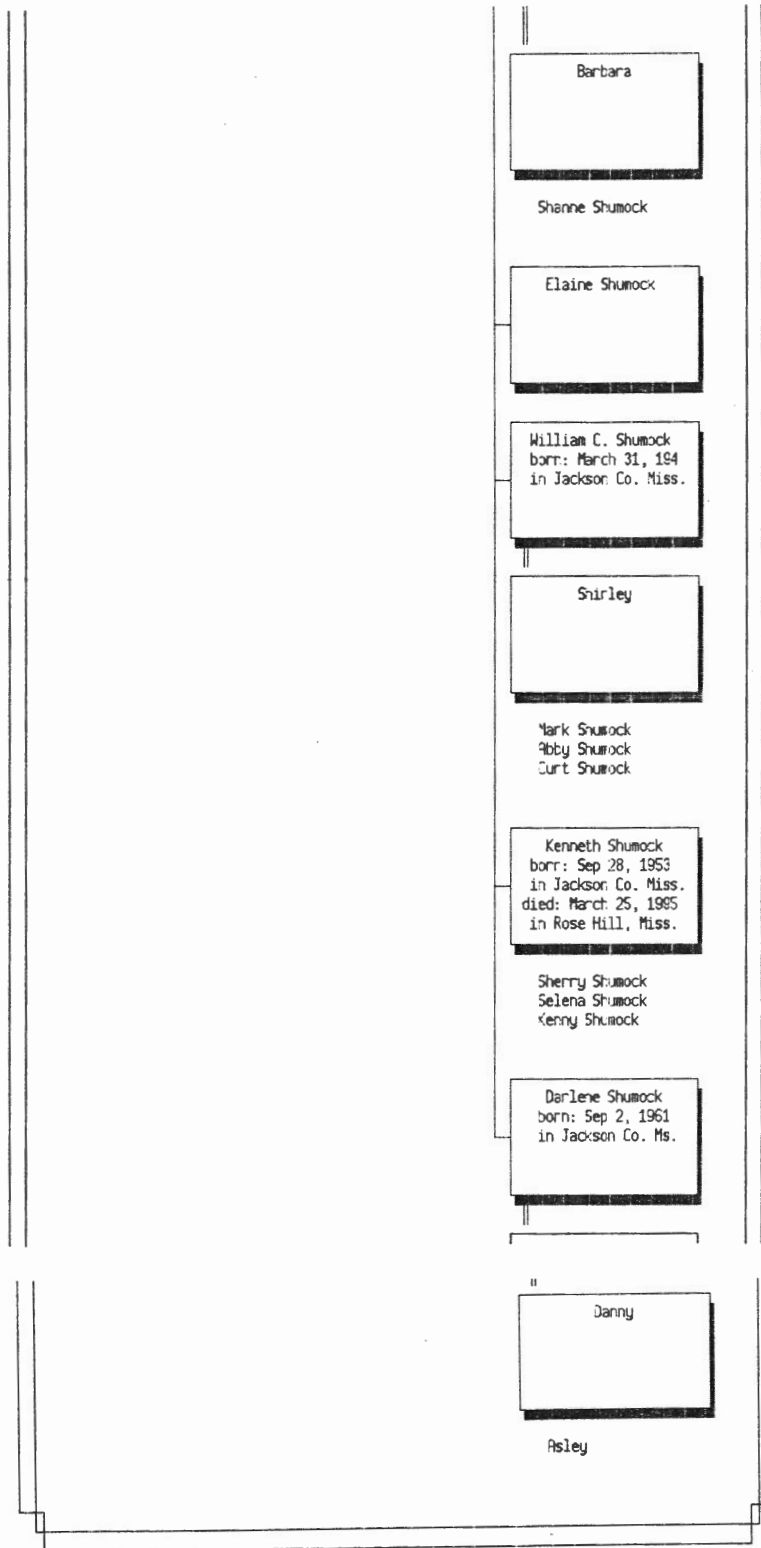 Barbara
Shanne Shumock
Elaine Shumock
William C. Shumock
born: March 31, 194
in Jackson Co. Miss.
Shirley
Mark Shumock
Abby Shumock
Curt Shumock
Kenneth Shumock
born: Sep 28, 1953
in Jackson Co. Miss.
died: March 25, 1995
in Rose Hill, Miss.
Sherry Shumock
Selena Shumock
Kenny Shumock
Darlene Shumock
born: Sep 2, 1961
in Jackson Co. Ms.
Danny
Asley